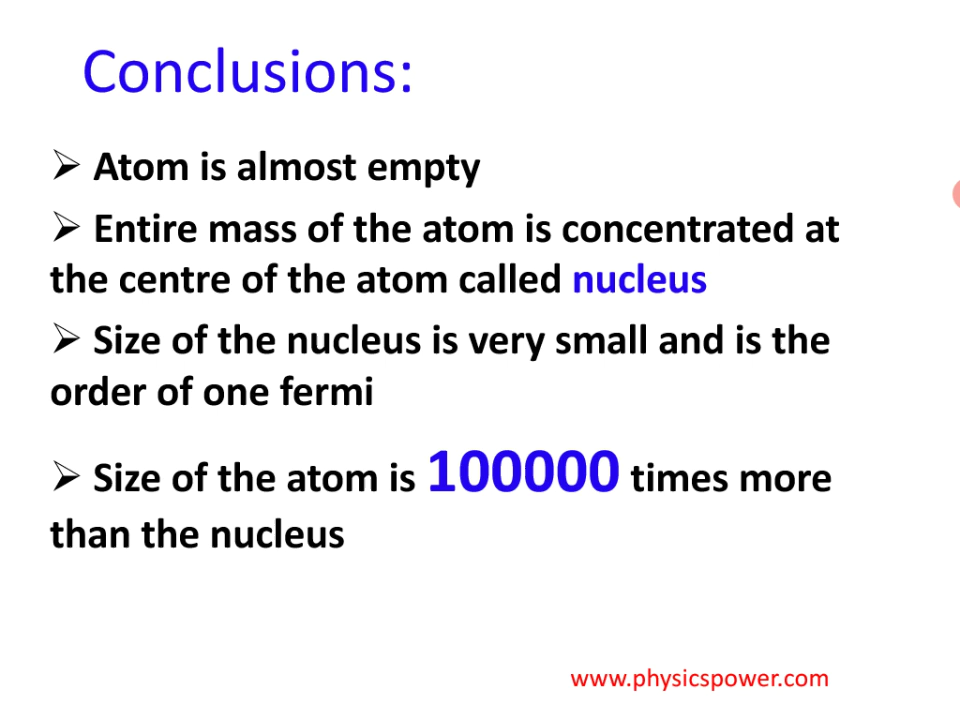 Conclusions:
➢ Atom is almost empty
➢ Entire mass of the atom is concentrated at
the centre of the atom called nucleus
➢ Size of the nucleus is very small and is the
order of one fermi
➢ Size of the atom is 100000 times more
than the nucleus
www.physicspower.com